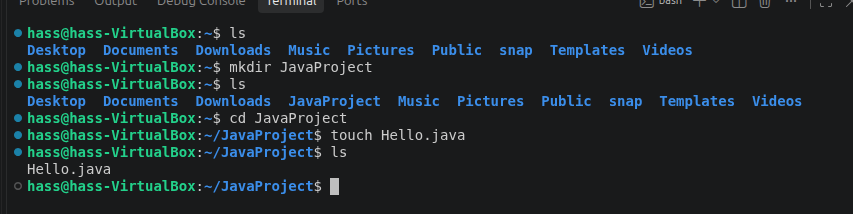 Problems Output Debug Console Terminal Ports bash
hass@hass-VirtualBox:~$ ls
Desktop Documents Downloads Music Pictures Public snap Templates Videos
hass@hass-VirtualBox:~$ mkdir JavaProject
hass@hass-VirtualBox:~$ ls
Desktop Documents Downloads JavaProject Music Pictures Public snap Templates Videos
hass@hass-VirtualBox:~$ cd JavaProject
hass@hass-VirtualBox:~/JavaProject$ touch Hello.java
hass@hass-VirtualBox:~/JavaProject$ ls
Hello.java
hass@hass-VirtualBox:~/JavaProject$